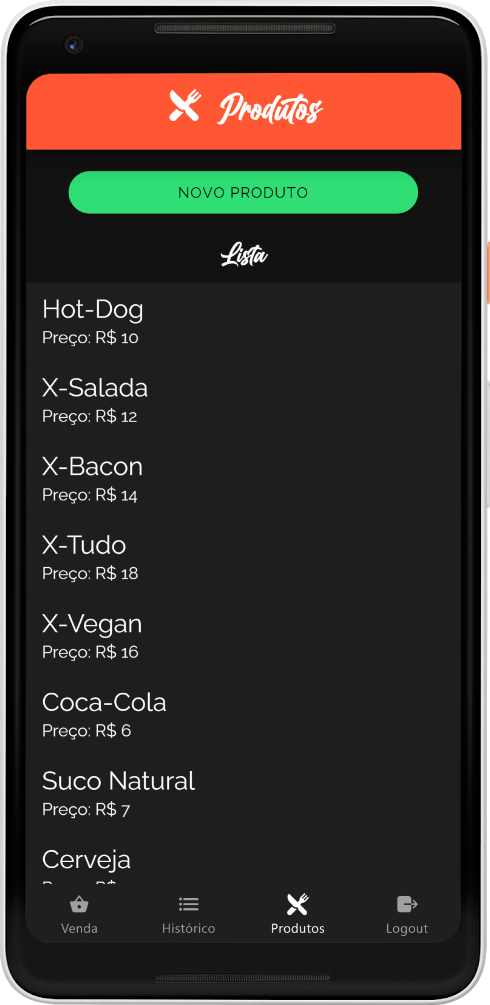 Produtos
NOVO PRODUTO
Lista
Hot-Dog
Preço: R$ 10
X-Salada
Preço: R$ 12
X-Bacon
Preço: R$ 14
X-Tudo
Preço: R$ 18
X-Vegan
Preço: R$ 16
Coca-Cola
Preço: R$ 6
Suco Natural
Preço: R$ 7
Cerveja
Venda
Histórico
Produtos
Logout